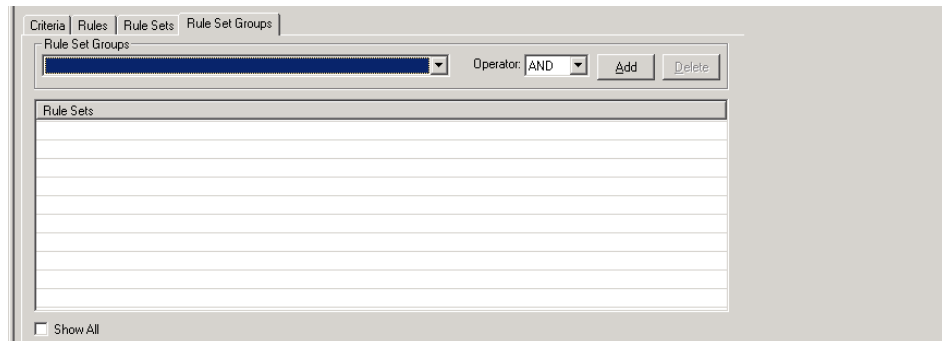 Criteria Rules Rule Sets Rule Set Groups
Rule Set Groups
Operator: AND Add Delete
Rule Sets
Show All